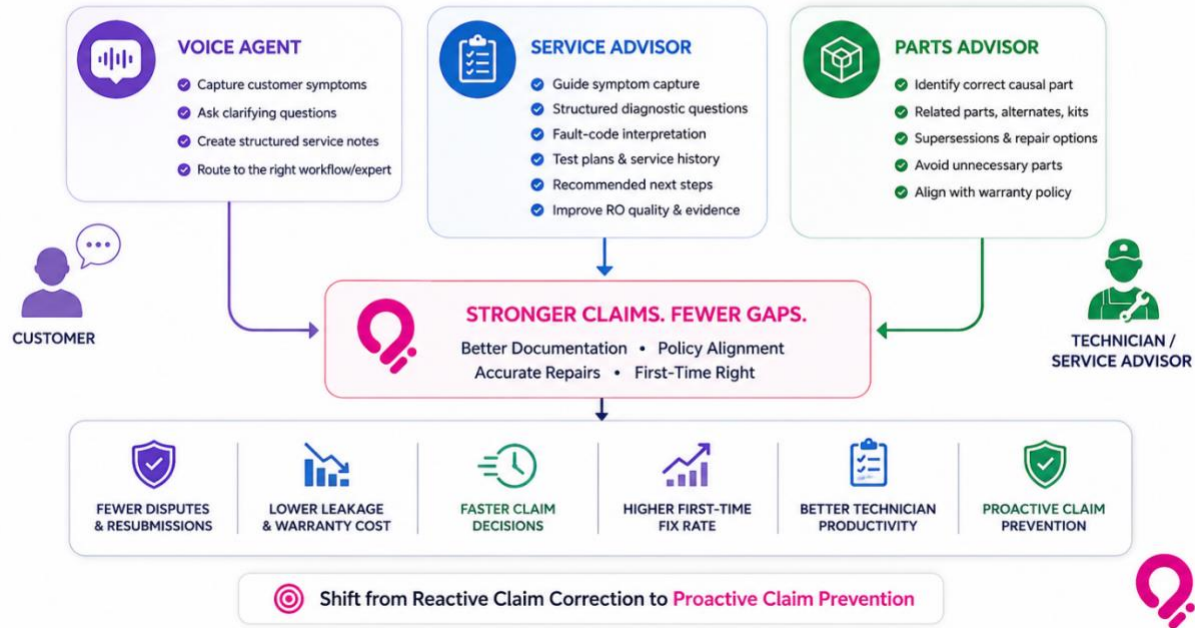 VOICE AGENT
Capture customer symptoms
Ask clarifying questions
Create structured service notes
Route to the right workflow/expert
SERVICE ADVISOR
Guide symptom capture
Structured diagnostic questions
Fault-code interpretation
Test plans & service history
Recommended next steps
Improve RO quality & evidence
PARTS ADVISOR
Identify correct causal part
Related parts, alternates, kits
Supersessions & repair options
Avoid unnecessary parts
Align with warranty policy
CUSTOMER
STRONGER CLAIMS. FEWER GAPS.
Better Documentation • Policy Alignment
Accurate Repairs • First-Time Right
TECHNICIAN /
SERVICE ADVISOR
FEWER DISPUTES
& RESUBMISSIONS
LOWER LEAKAGE
& WARRANTY COST
FASTER CLAIM
DECISIONS
HIGHER FIRST-TIME
FIX RATE
BETTER TECHNICIAN
PRODUCTIVITY
PROACTIVE CLAIM
PREVENTION
Shift from Reactive Claim Correction to Proactive Claim Prevention